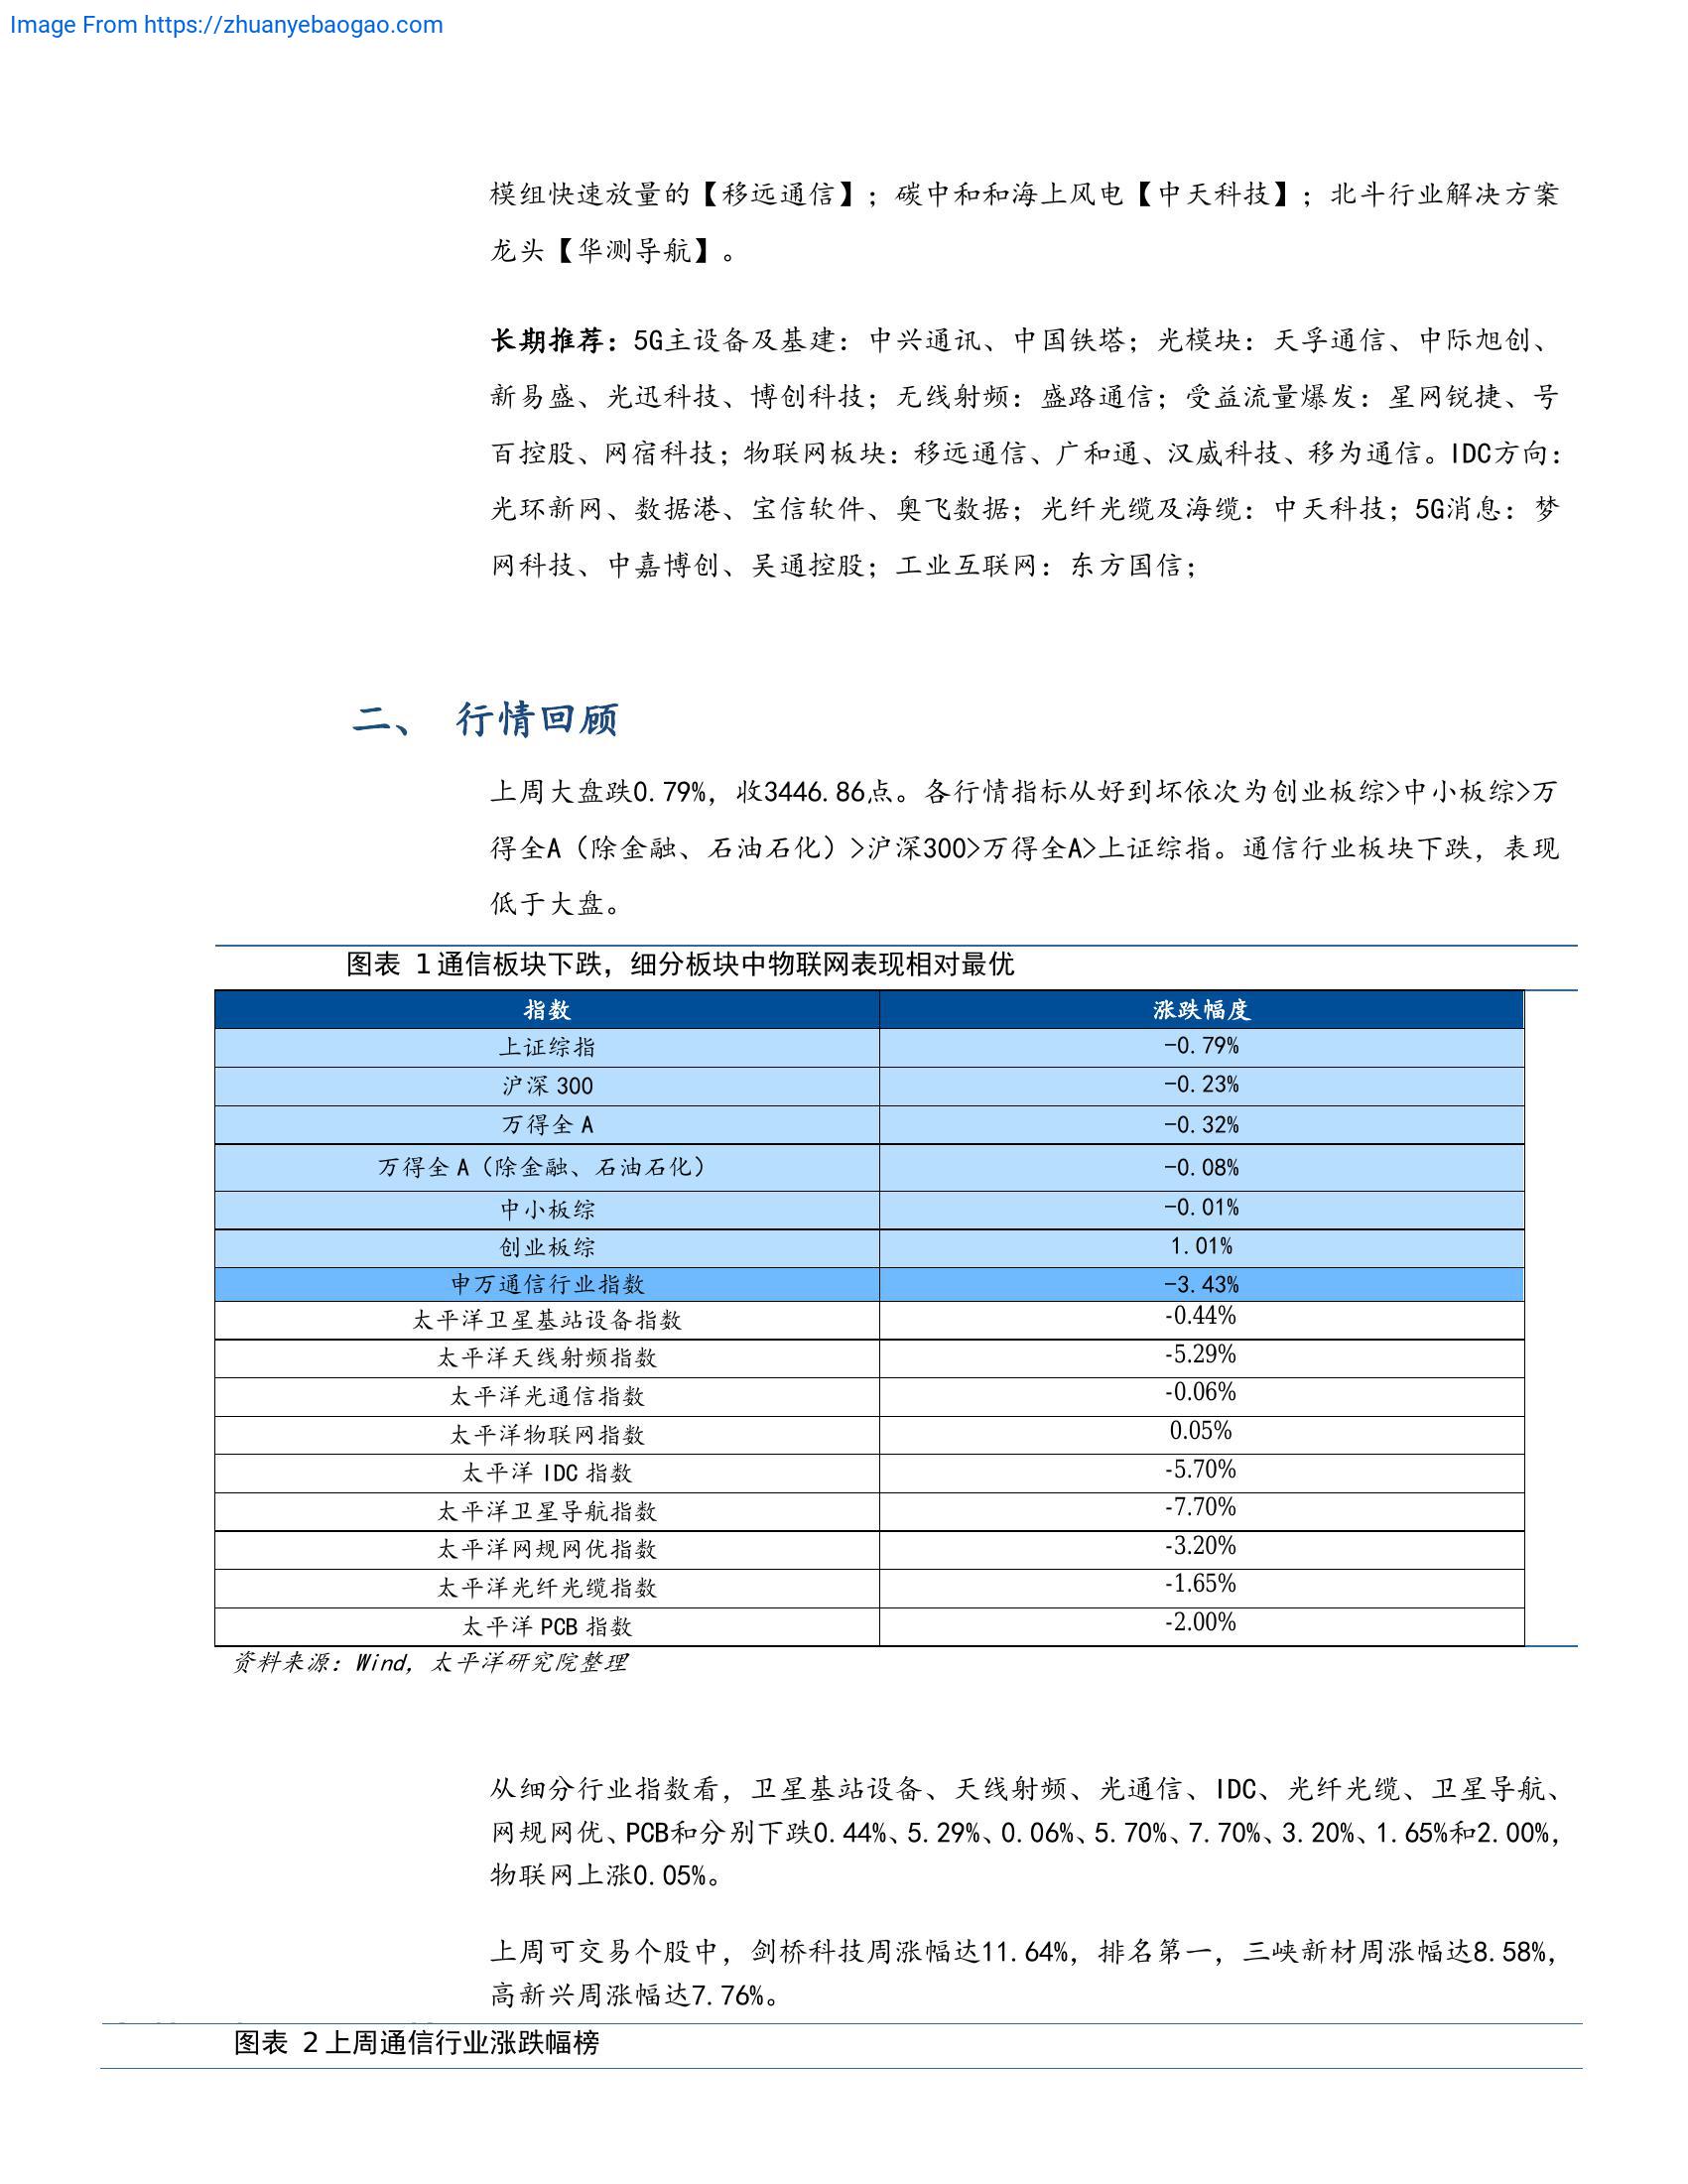 Image From https://zhuanyebaogao.com
模组快速放量的【移远通信】；碳中和和海上风电【中天科技】；北斗行业解决方案
龙头【华测导航】。
长期推荐：5G主设备及基建：中兴通讯、中国铁塔；光模块：天孚通信、中际旭创、
新易盛、光迅科技、博创科技；无线射频：盛路通信；受益流量爆发：星网锐捷、号
百控股、网宿科技；物联网板块：移远通信、广和通、汉威科技、移为通信。IDC方向：
光环新网、数据港、宝信软件、奥飞数据；光纤光缆及海缆：中天科技；5G消息：梦
网科技、中嘉博创、吴通控股；工业互联网：东方国信；
二、 行情回顾
上周大盘跌0.79%，收3446.86点。各行情指标从好到坏依次为创业板综>中小板综>万
得全A（除金融、石油石化）>沪深300>万得全A>上证综指。通信行业板块下跌，表现
低于大盘。
图表 1 通信板块下跌，细分板块中物联网表现相对最优
指数 涨跌幅度
上证综指 -0.79%
沪深 300 -0.23%
万得全 A -0.32%
万得全 A（除金融、石油石化） -0.08%
中小板综 -0.01%
创业板综 1.01%
申万通信行业指数 -3.43%
太平洋卫星基站设备指数 -0.44%
太平洋天线射频指数 -5.29%
太平洋光通信指数 -0.06%
太平洋物联网指数 0.05%
太平洋 IDC 指数 -5.70%
太平洋卫星导航指数 -7.70%
太平洋网规网优指数 -3.20%
太平洋光纤光缆指数 -1.65%
太平洋 PCB 指数 -2.00%
资料来源：Wind，太平洋研究院整理
从细分行业指数看，卫星基站设备、天线射频、光通信、IDC、光纤光缆、卫星导航、
网规网优、PCB和分别下跌0.44%、5.29%、0.06%、5.70%、7.70%、3.20%、1.65%和2.00%，
物联网上涨0.05%。
上周可交易个股中，剑桥科技周涨幅达11.64%，排名第一，三峡新材周涨幅达8.58%，
高新兴周涨幅达7.76%。
图表 2 上周通信行业涨跌幅榜